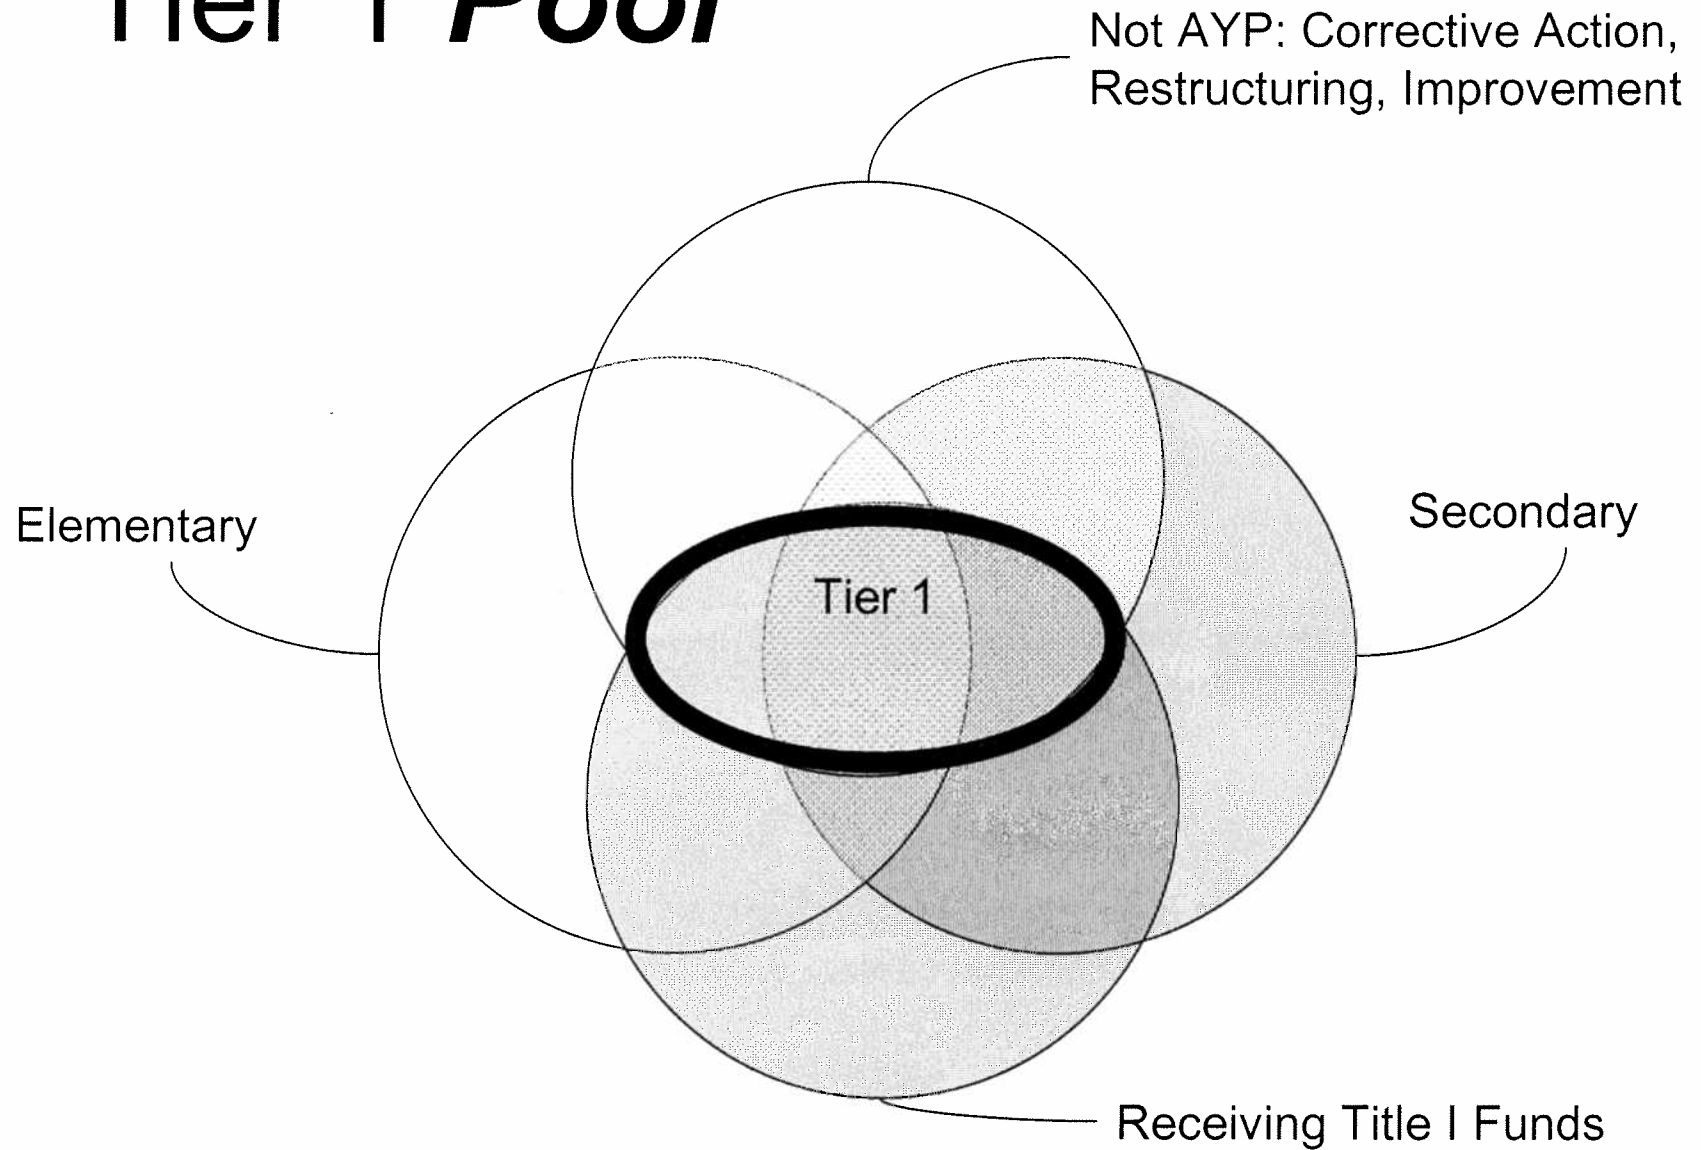 Tier 1 Pool
Not AYP: Corrective Action,
Restructuring, Improvement
Elementary
Secondary
Tier 1
Receiving Title I Funds